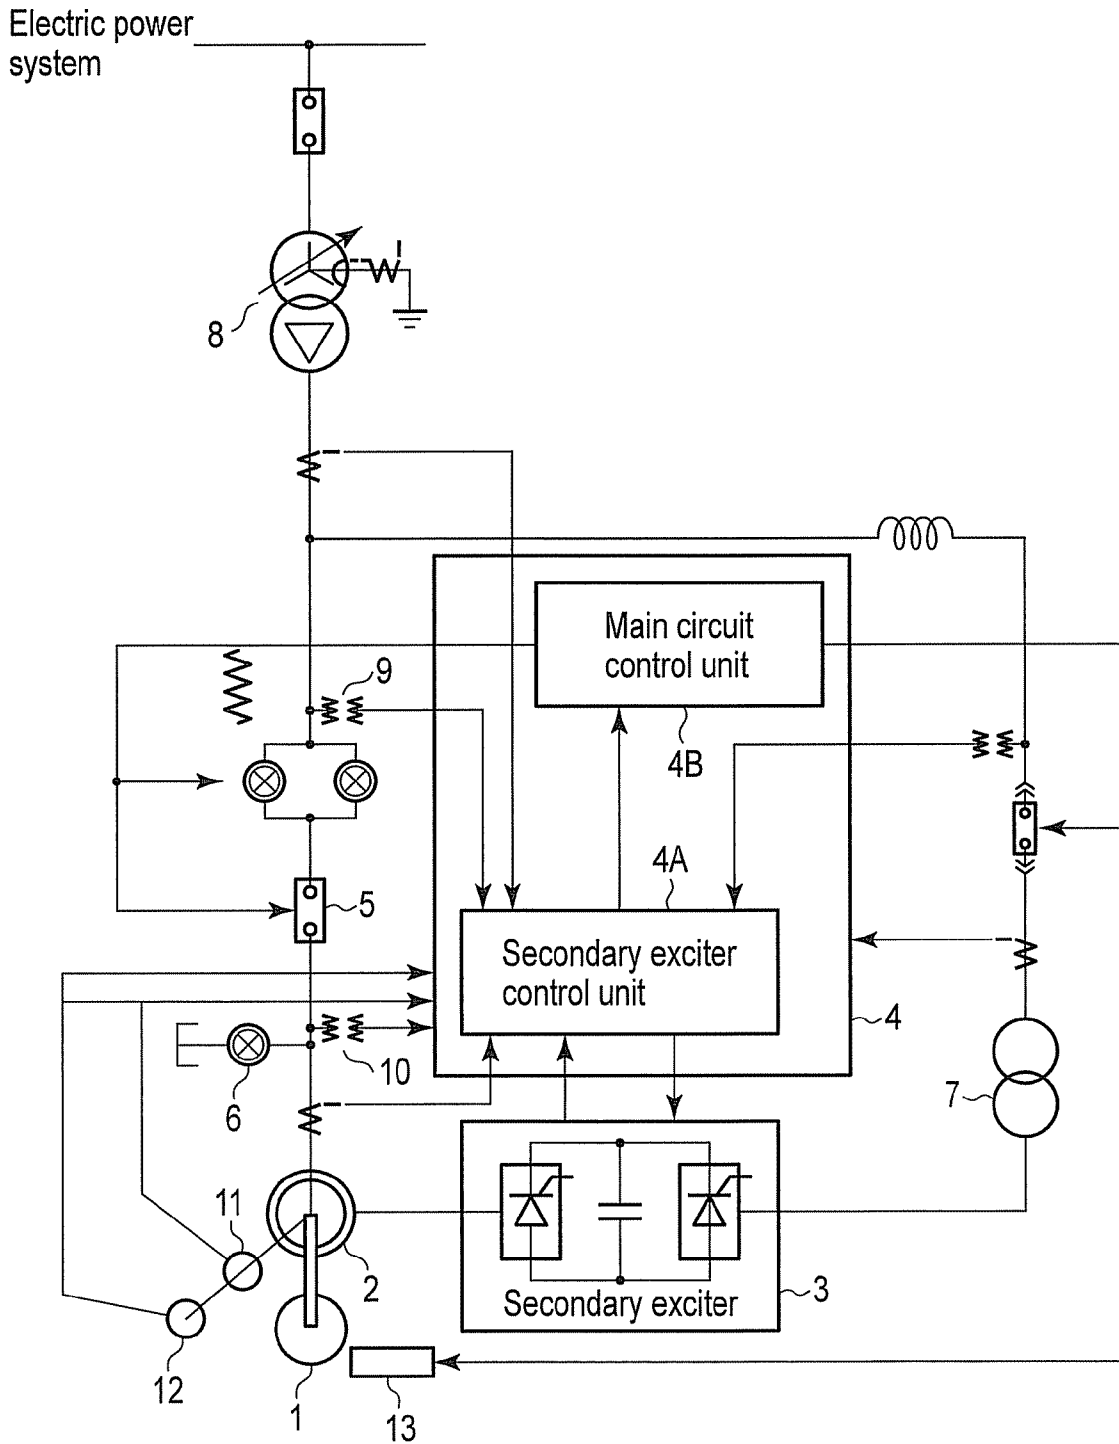 Electric power
system
8
9
Main circuit
control unit
4B
4A
5
Secondary exciter
control unit
4
10
6
7
11
2
Secondary exciter
3
12
1
13